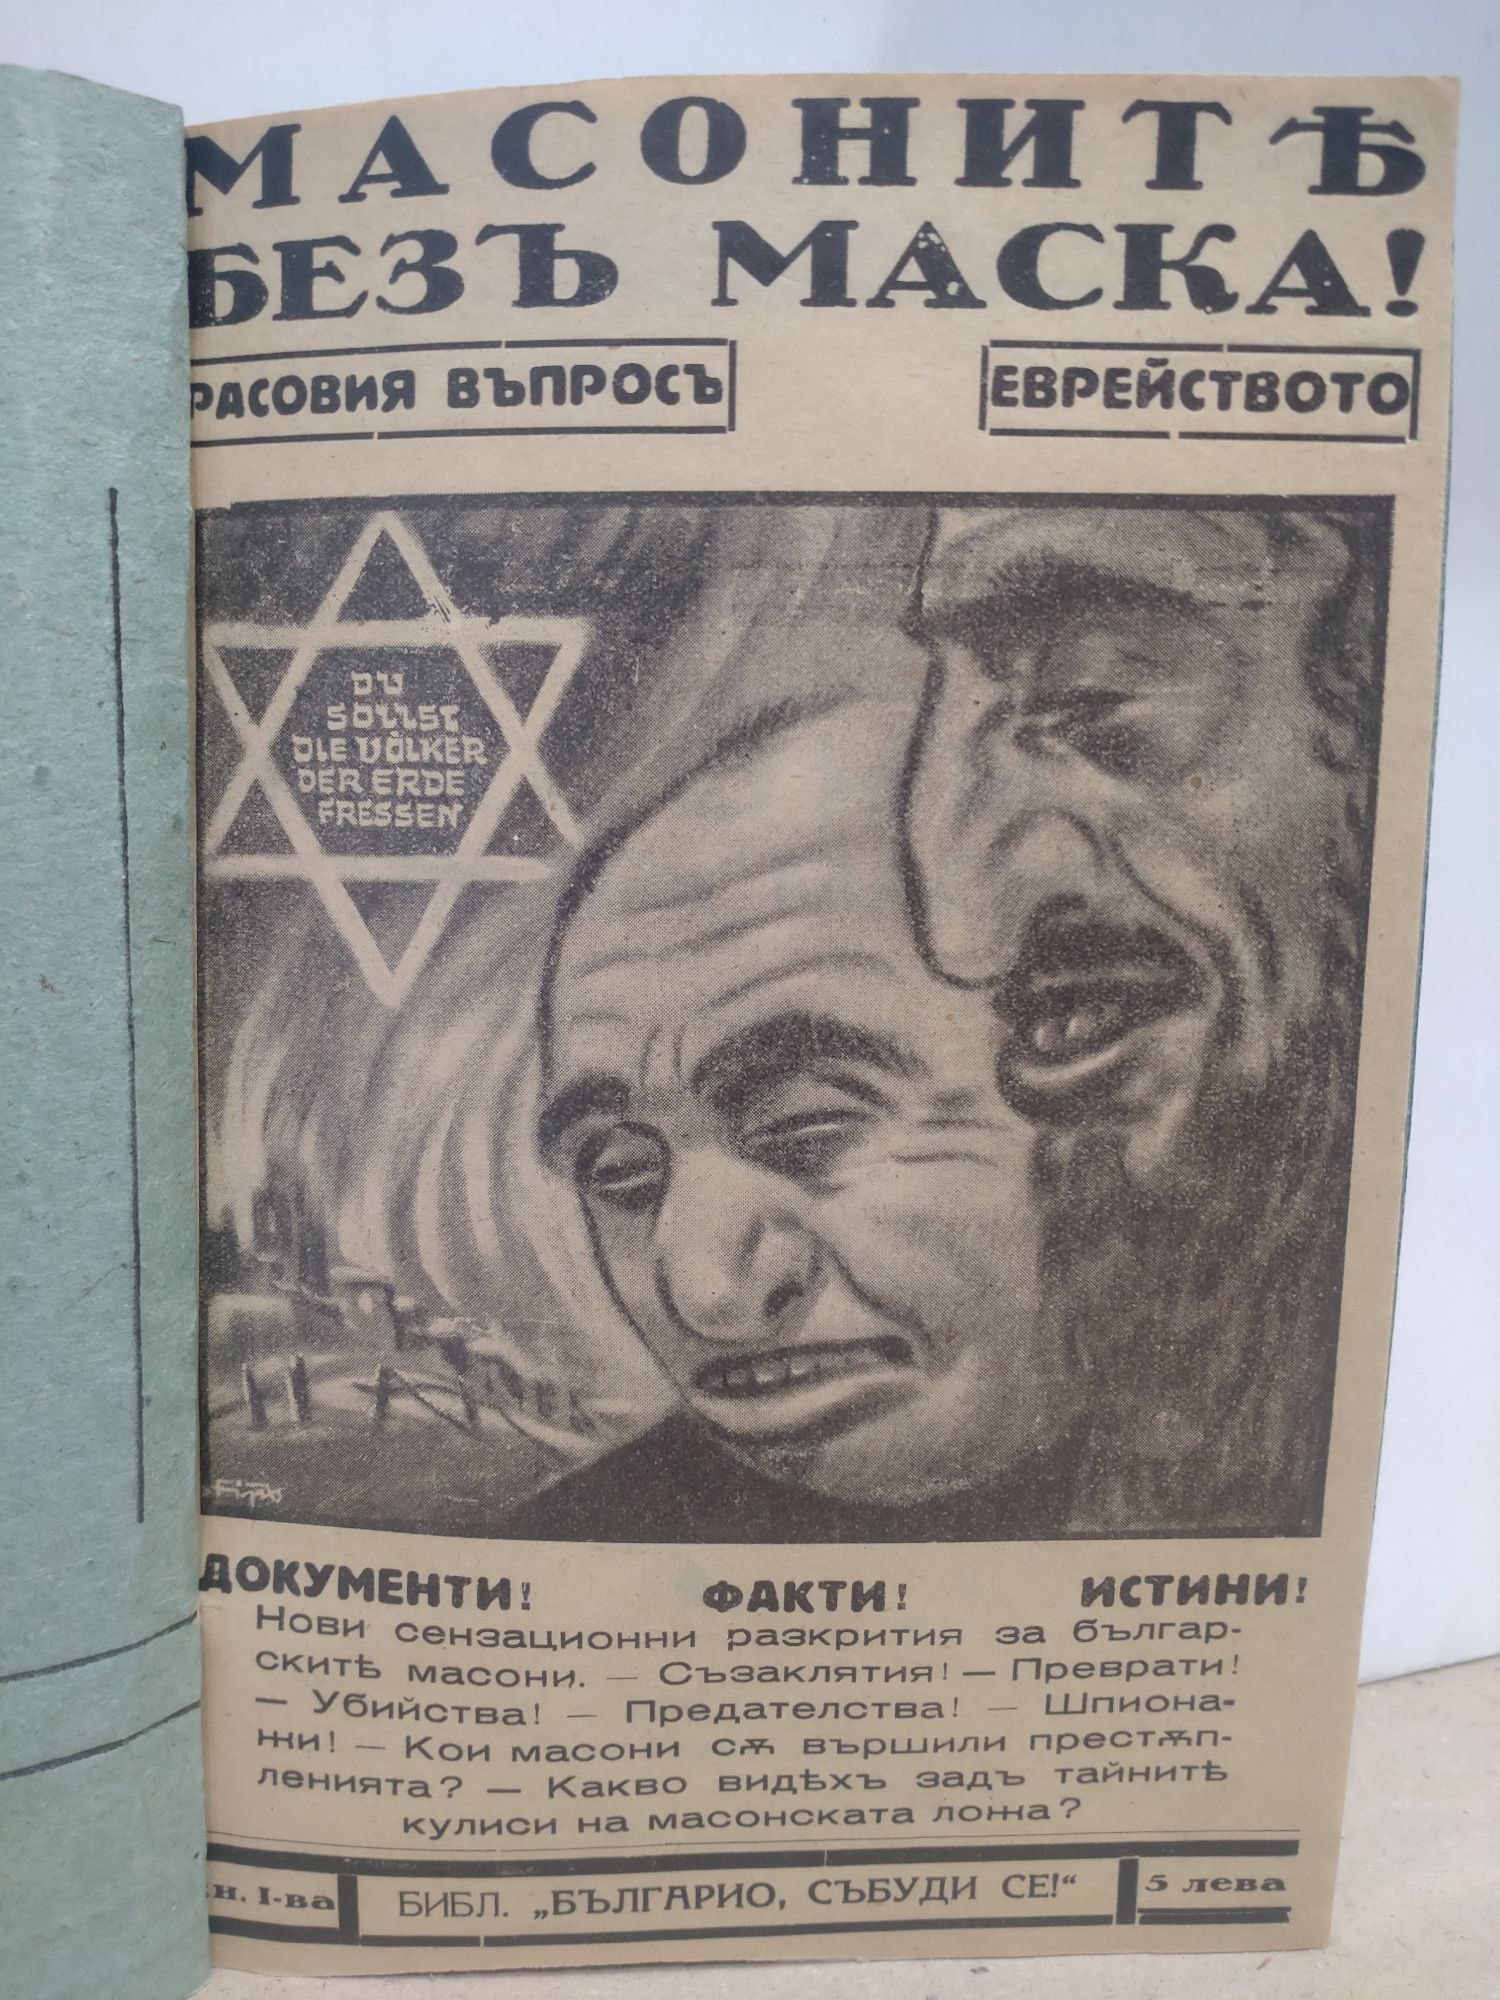 МАСОНИТѢ
БЕЗЪ МАСКА!
РАСОВИЯ ВЪПРОСЪ
ЕВРЕЙСТВОТО
DU
SOLLST
DIE VÖLKER
DER ERDE
FRESSEN
ДОКУМЕНТИ! ФАКТИ! ИСТИНИ!
Нови сензационни разкрития за българ-
скитѣ масони. — Съзаклятия! — Преврати!
— Убийства! — Предателства! — Шпиона-
жи! — Кои масони сѫ вършили престѫп-
ленията? — Какво видѣхъ задъ тайнитѣ
кулиси на масонската ложа?
кн. I-ва
БИБЛ. „БЪЛГАРИО, СЪБУДИ СЕ!“
5 лева